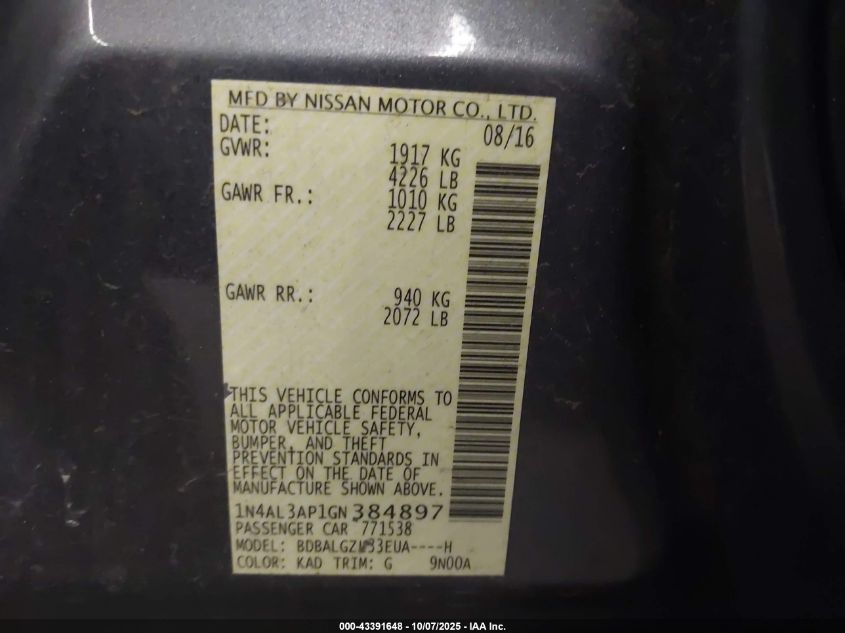 MFD BY NISSAN MOTOR CO., LTD.
DATE: 08/16
GVWR: 1917 KG
4226 LB
GAWR FR.: 1010 KG
2227 LB
GAWR RR.: 940 KG
2072 LB
THIS VEHICLE CONFORMS TO
ALL APPLICABLE FEDERAL
MOTOR VEHICLE SAFETY,
BUMPER, AND THEFT
PREVENTION STANDARDS IN
EFFECT ON THE DATE OF
MANUFACTURE SHOWN ABOVE.
1N4AL3AP1GN384897
PASSENGER CAR 771538
MODEL:
COLOR: KAD TRIM: G 9N00A
000-43391648 - 10/07/2025 - IAA Inc.